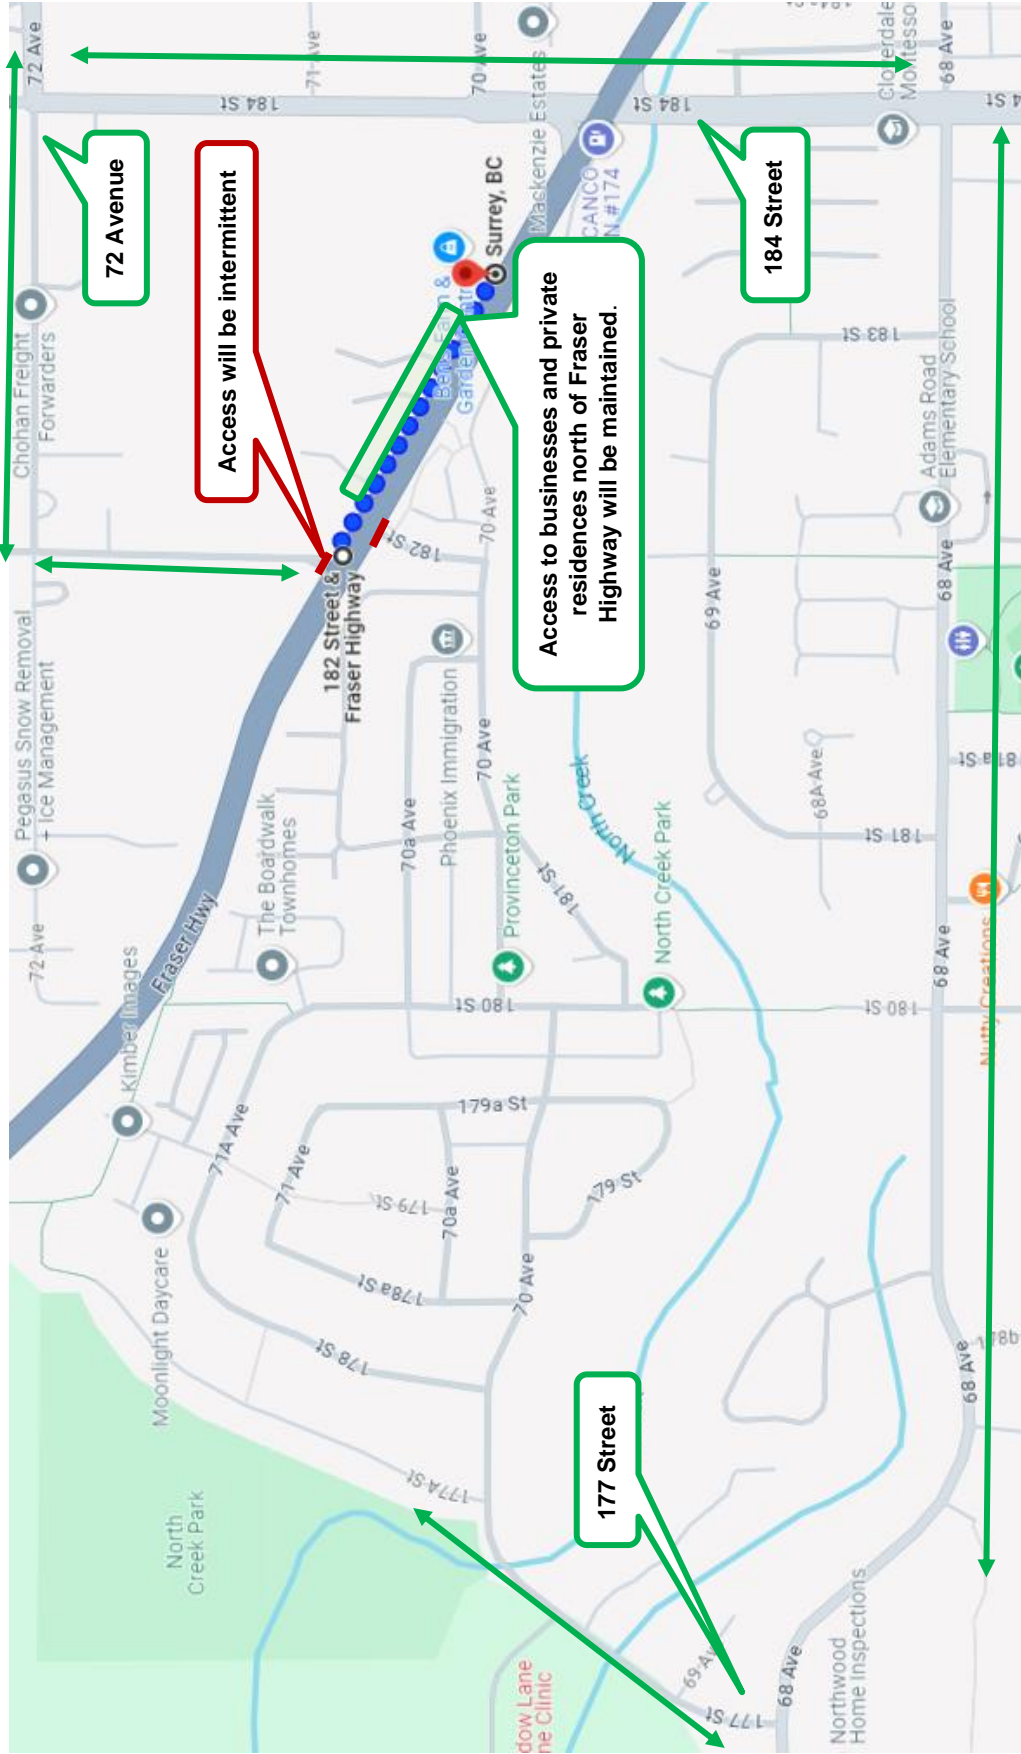 72 Ave
Pegasus Snow Removal
+ Ice Management
Chohan Freight
Forwarders
72 Ave
72 Avenue
Kimber Images
Fraser Hwy
Moonlight Daycare
North
Creek Park
The Boardwalk
Townhomes
Access will be intermittent
184 St
71A Ave
71 Ave
71 Ave
178 St
179 St
178a St
182 Street &
Fraser Highway
182 St
70a Ave
70a Ave
Phoenix Immigration
Surrey, BC
177A St
179a St
180 St
70 Ave
70 Ave
70 Ave
70 Ave
Provinceton Park
181 St
Mackenzie Estates
Access to businesses and private
residences north of Fraser
Highway will be maintained.
North Creek
179 St
CANCO
N #174
177 Street
North Creek Park
184 St
184 Street
69 Ave
69 Ave
177 St
68 Ave
Northwood
Home Inspections
68A Ave
181 St
180 St
183 St
Adams Road
Elementary School
Cloverdale
Montesso
68 Ave
68 Ave
68 Ave
68 Ave
Nutty Creations
178b
81a St